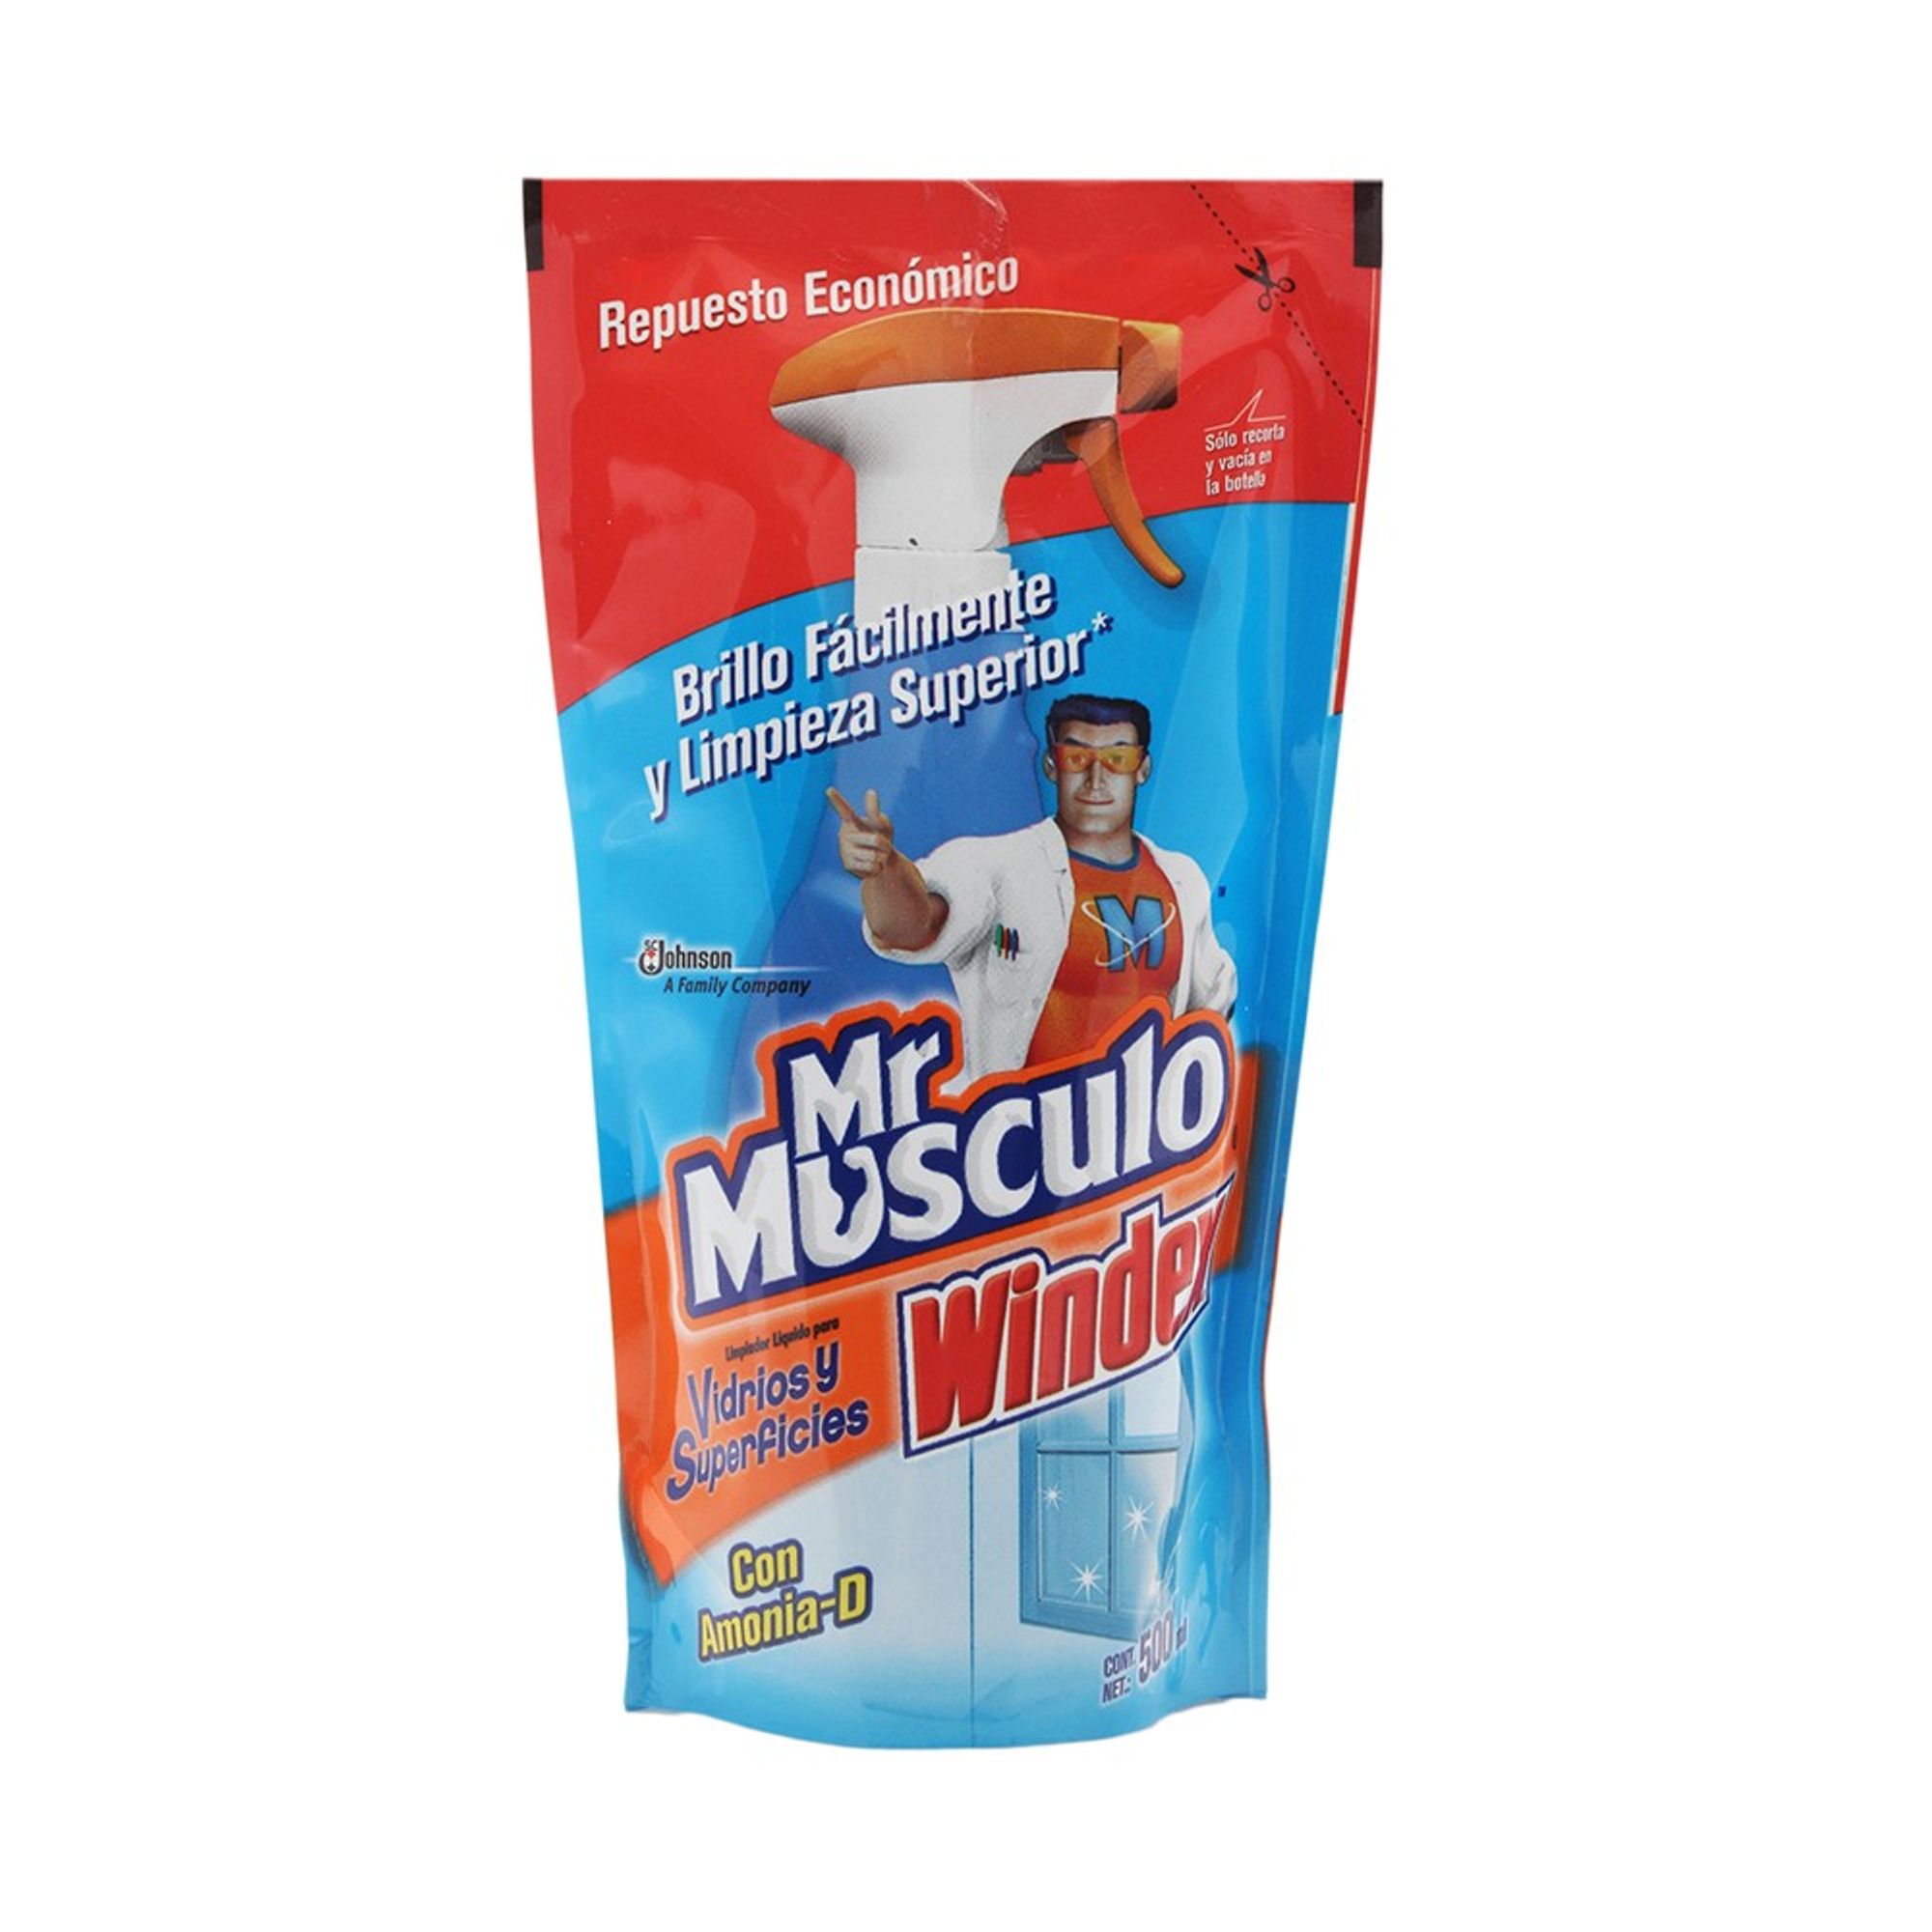 Repuesto Económico
Sólo recorta
y vacía en
la botella
Brillo Fácilmente
y Limpieza Superior*
M
SC Johnson
A Family Company
Mr
Musculo
Windex
Limpiador Líquido para
Vidrios y
Superficies
Con
Amonia-D
CONT. 500 ml
NET.: